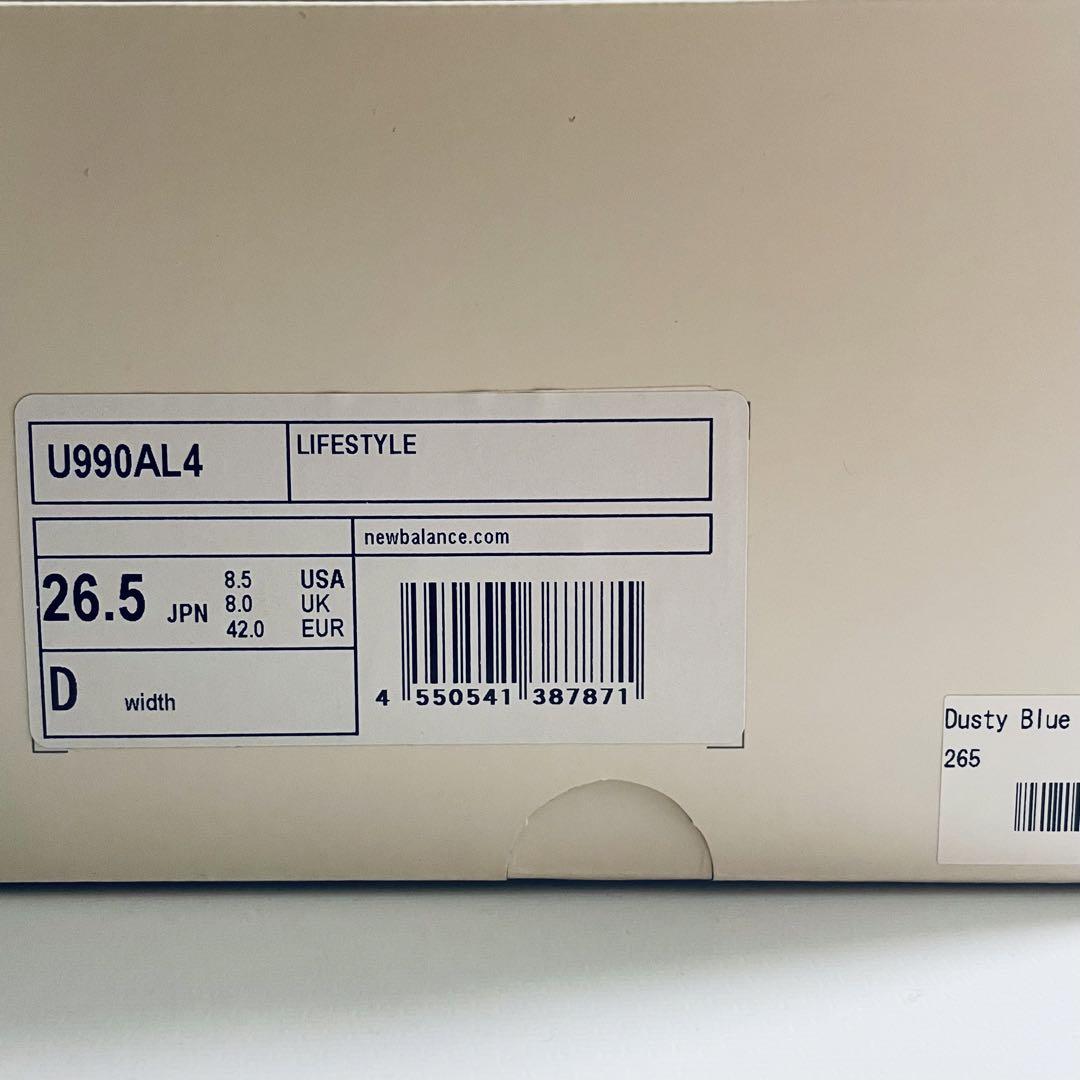 U990AL4
LIFESTYLE
newbalance.com
26.5 JPN
8.5 USA
8.0 UK
42.0 EUR
D width
4 550541 387871
Dusty Blue
265